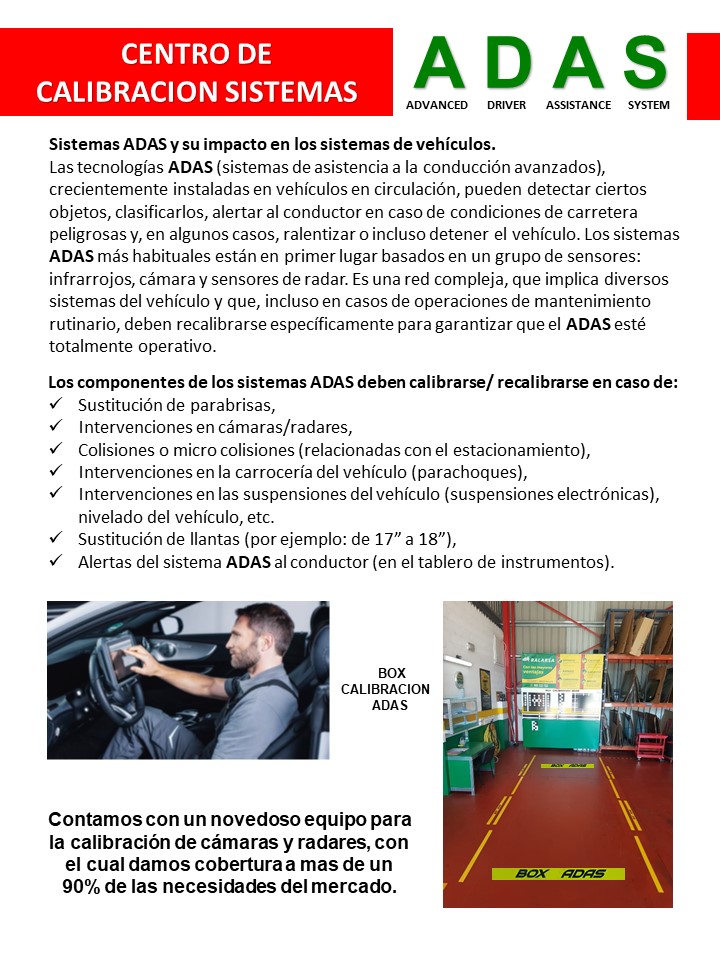 CENTRO DE
CALIBRACION SISTEMAS
A D A S
ADVANCED DRIVER ASSISTANCE SYSTEM
Sistemas ADAS y su impacto en los sistemas de vehículos.
Las tecnologías ADAS (sistemas de asistencia a la conducción avanzados),
crecientemente instaladas en vehículos en circulación, pueden detectar ciertos
objetos, clasificarlos, alertar al conductor en caso de condiciones de carretera
peligrosas y, en algunos casos, ralentizar o incluso detener el vehículo. Los sistemas
ADAS más habituales están en primer lugar basados en un grupo de sensores:
infrarrojos, cámara y sensores de radar. Es una red compleja, que implica diversos
sistemas del vehículo y que, incluso en casos de operaciones de mantenimiento
rutinario, deben recalibrarse específicamente para garantizar que el ADAS esté
totalmente operativo.
Los componentes de los sistemas ADAS deben calibrarse/ recalibrarse en caso de:
✓ Sustitución de parabrisas,
✓ Intervenciones en cámaras/radares,
✓ Colisiones o micro colisiones (relacionadas con el estacionamiento),
✓ Intervenciones en la carrocería del vehículo (parachoques),
✓ Intervenciones en las suspensiones del vehículo (suspensiones electrónicas),
nivelado del vehículo, etc.
✓ Sustitución de llantas (por ejemplo: de 17” a 18”),
✓ Alertas del sistema ADAS al conductor (en el tablero de instrumentos).
BOX
CALIBRACION
ADAS
RALARSA
Con las mayores
ventajas
BOX ADAS
BOX ADAS
Contamos con un novedoso equipo para
la calibración de cámaras y radares, con
el cual damos cobertura a mas de un
90% de las necesidades del mercado.